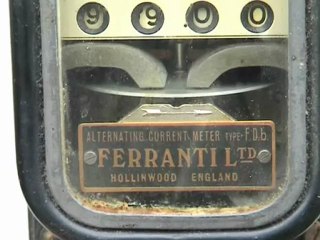 9900
ALTERNATING CURRENT METER TYPE F.D.b.
FERRANTI LTD
HOLLINWOOD ENGLAND